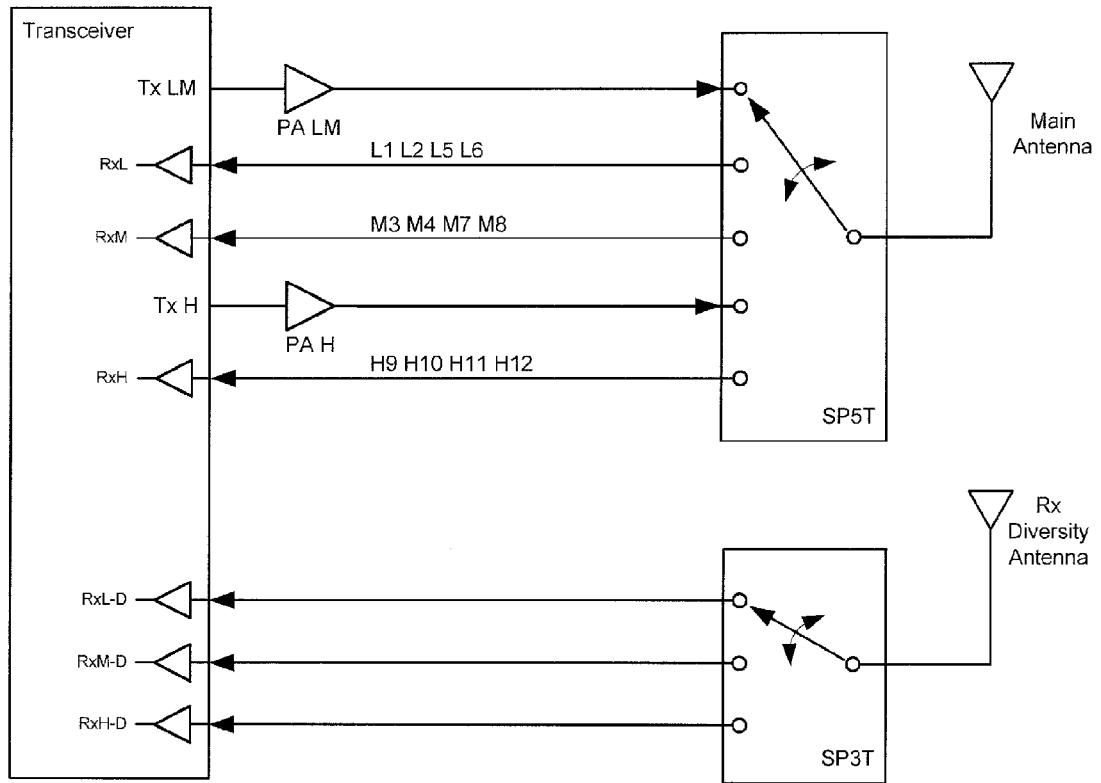 Transceiver
Tx LM
PA LM
RxL
L1 L2 L5 L6
RxM
M3 M4 M7 M8
Tx H
PA H
RxH
H9 H10 H11 H12
SP5T
Main
Antenna
Rx
Diversity
Antenna
RxL-D
RxM-D
RxH-D
SP3T